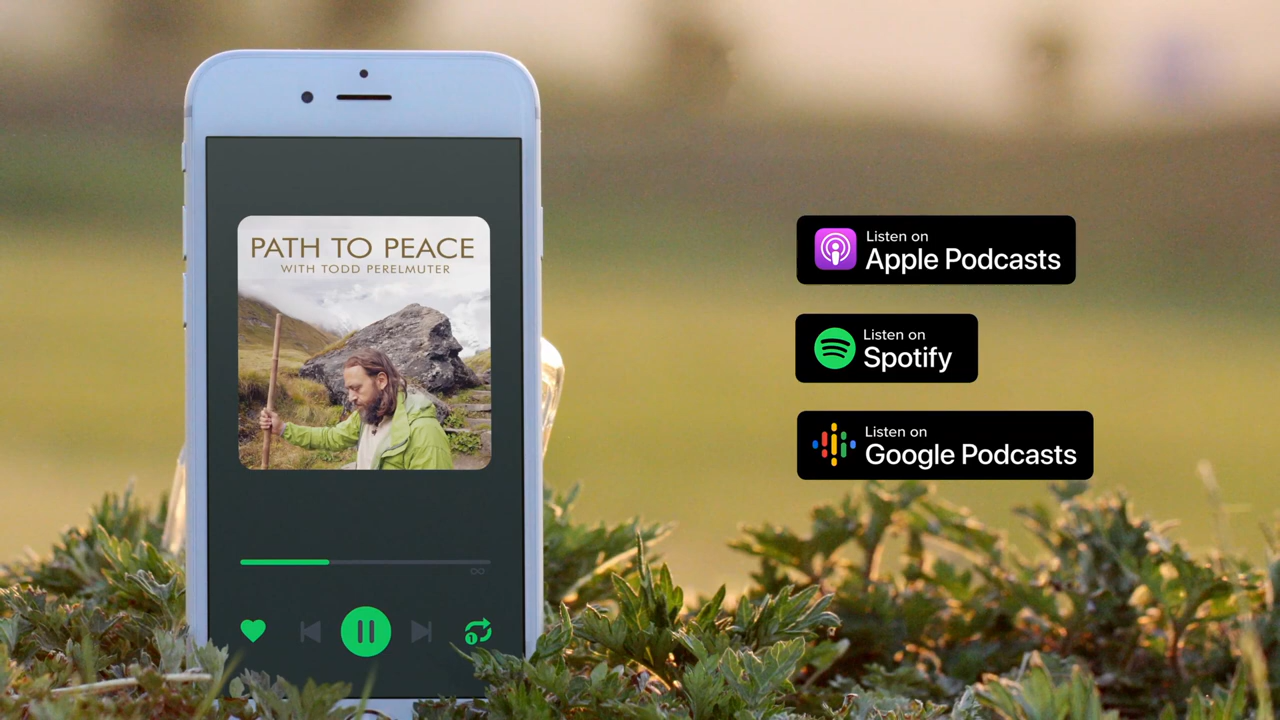 PATH TO PEACE
WITH TODD PERELMUTER
Listen on
Apple Podcasts
Listen on
Spotify
Listen on
Google Podcasts